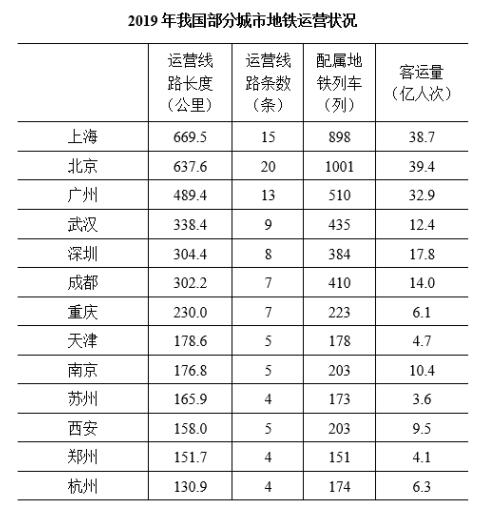 2019 年我国部分城市地铁运营状况
运营线路长度（公里） 运营线路条数（条） 配属地铁列车（列） 客运量（亿人次）
上海 669.5 15 898 38.7
北京 637.6 20 1001 39.4
广州 489.4 13 510 32.9
武汉 338.4 9 435 12.4
深圳 304.4 8 384 17.8
成都 302.2 7 410 14.0
重庆 230.0 7 223 6.1
天津 178.6 5 178 4.7
南京 176.8 5 203 10.4
苏州 165.9 4 173 3.6
西安 158.0 5 203 9.5
郑州 151.7 4 151 4.1
杭州 130.9 4 174 6.3